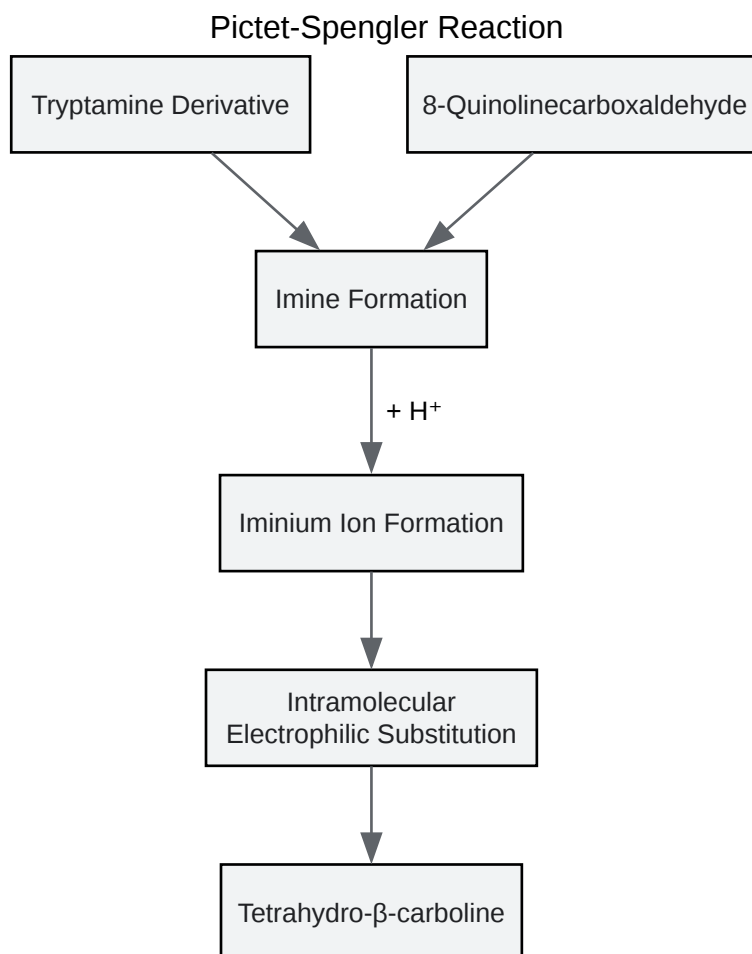 Pictet-Spengler Reaction
Tryptamine Derivative
8-Quinolinecarboxaldehyde
Imine Formation
+ H⁺
Iminium Ion Formation
Intramolecular
Electrophilic Substitution
Tetrahydro-β-carboline